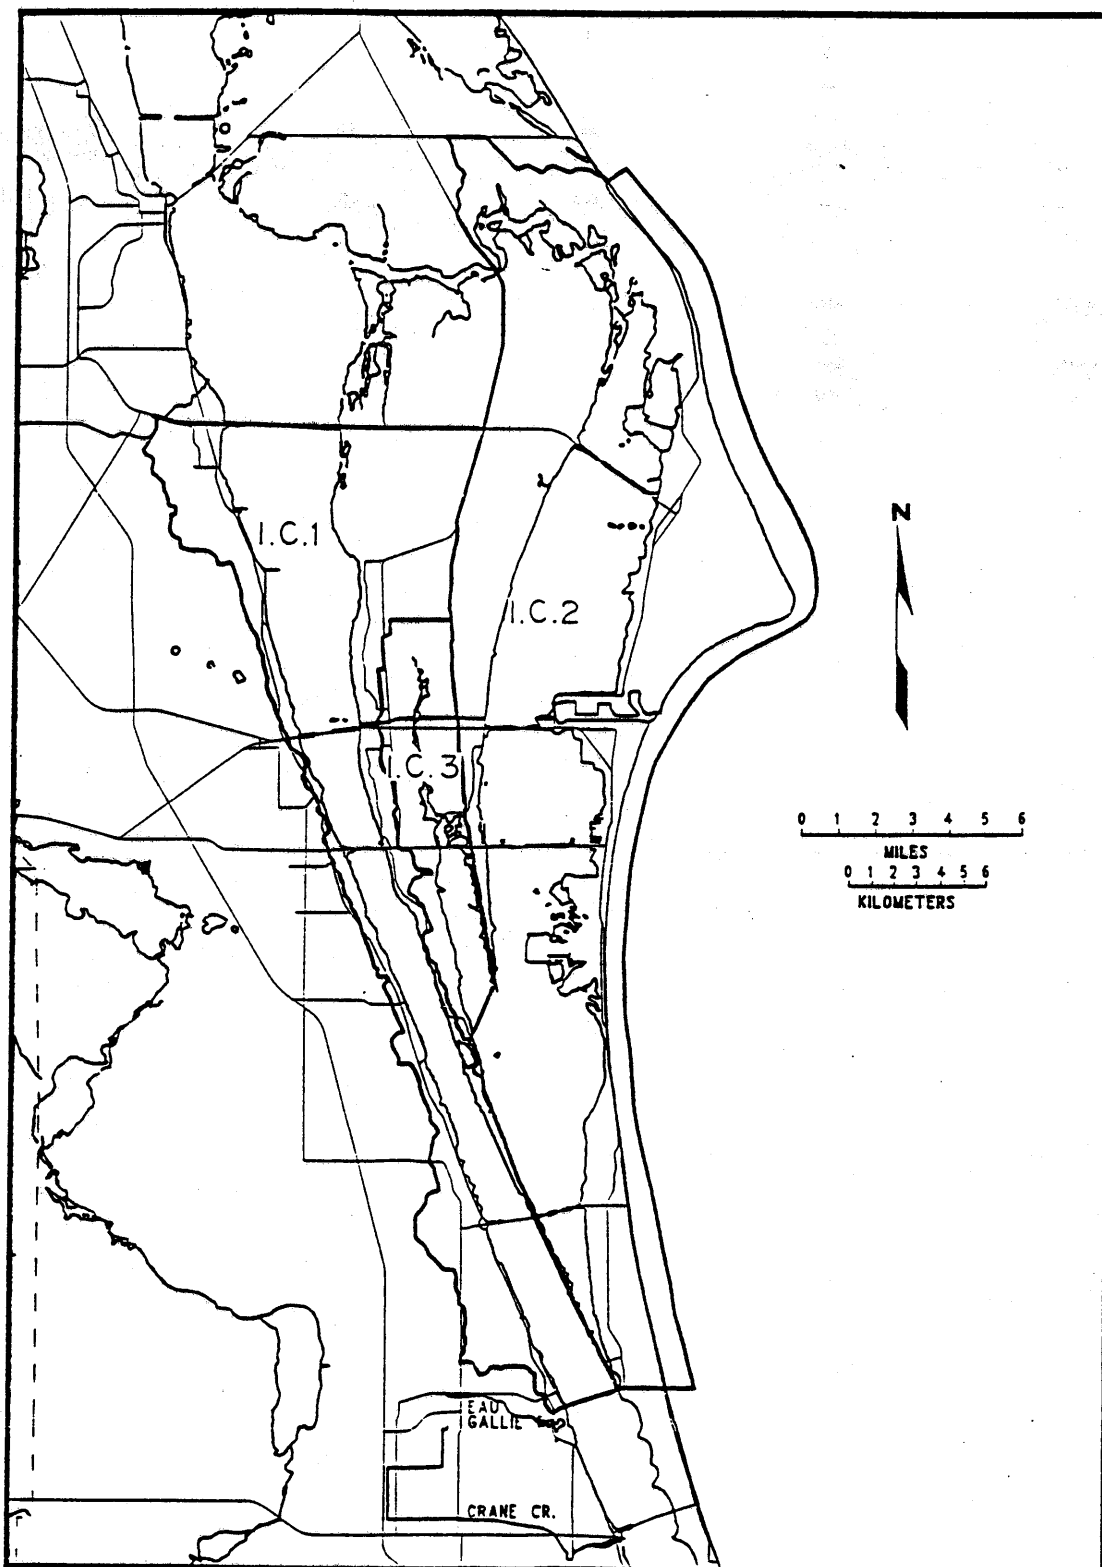 N
I.C.1
I.C.2
I.C.3
0 1 2 3 4 5 6
MILES
0 1 2 3 4 5 6
KILOMETERS
EAU
GALLIE
CRANE CR.